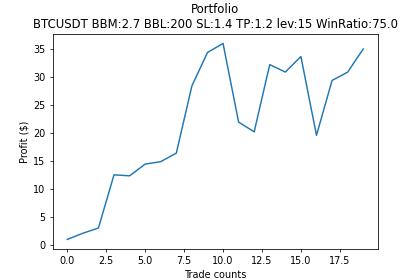 Portfolio
BTCUSDT BBM:2.7 BBL:200 SL:1.4 TP:1.2 lev:15 WinRatio:75.0
35
30
25
20
15
10
5
0
Profit ($)
0.0 2.5 5.0 7.5 10.0 12.5 15.0 17.5
Trade counts